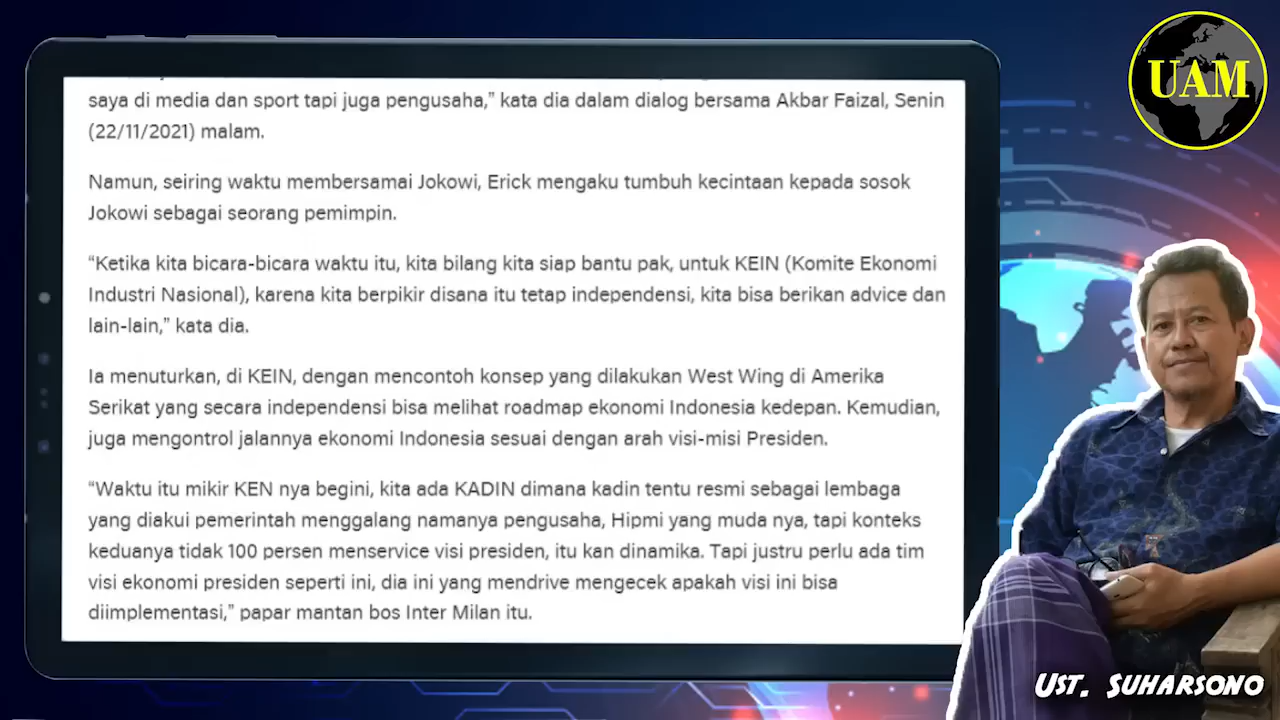 saya di media dan sport tapi juga pengusaha,” kata dia dalam dialog bersama Akbar Faizal, Senin
(22/11/2021) malam.
Namun, seiring waktu membersamai Jokowi, Erick mengaku tumbuh kecintaan kepada sosok
Jokowi sebagai seorang pemimpin.
“Ketika kita bicara-bicara waktu itu, kita bilang kita siap bantu pak, untuk KEIN (Komite Ekonomi
Industri Nasional), karena kita berpikir disana itu tetap independensi, kita bisa berikan advice dan
lain-lain,” kata dia.
Ia menuturkan, di KEIN, dengan mencontoh konsep yang dilakukan West Wing di Amerika
Serikat yang secara independensi bisa melihat roadmap ekonomi Indonesia kedepan. Kemudian,
juga mengontrol jalannya ekonomi Indonesia sesuai dengan arah visi-misi Presiden.
“Waktu itu mikir KEN nya begini, kita ada KADIN dimana kadin tentu resmi sebagai lembaga
yang diakui pemerintah menggalang namanya pengusaha, Hipmi yang muda nya, tapi konteks
keduanya tidak 100 persen menservice visi presiden, itu kan dinamika. Tapi justru perlu ada tim
visi ekonomi presiden seperti ini, dia ini yang mendrive mengecek apakah visi ini bisa
diimplementasi,” papar mantan bos Inter Milan itu.
UAM
UST. SUHARSONO